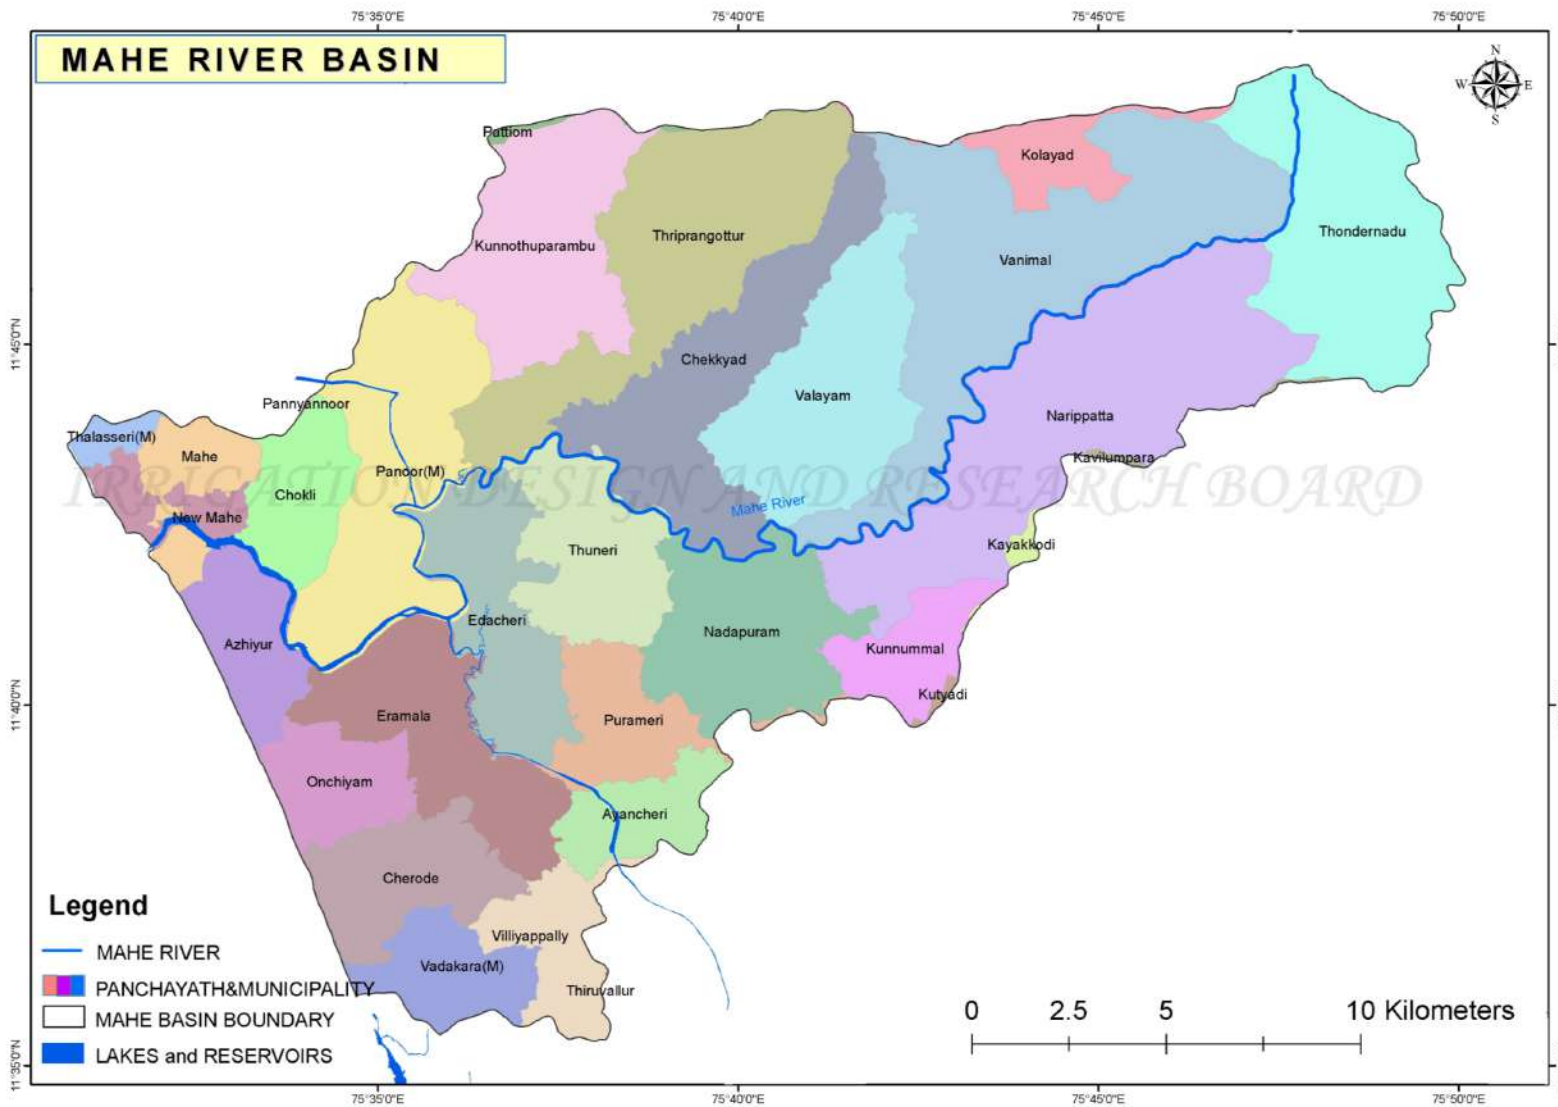 75°35'0"E
75°40'0"E
75°45'0"E
75°50'0"E
MAHE RIVER BASIN
N
W
E
S
Pattiom
Kolayad
Kunnothuparambu
Thriprangottur
Thondernadu
Vanimal
11°45'0"N
11°45'0"N
Chekkyad
Valayam
Pannyannoor
Narippatta
Thalasseri(M)
Mahe
Panoor(M)
Kavilumpara
IRRIGATION DESIGN AND RESEARCH BOARD
Chokli
Mahe River
New Mahe
Thuneri
Kayakkodi
Edacheri
Nadapuram
Azhiyur
Kunnummal
Kutyadi
11°40'0"N
Eramala
Purameri
Onchiyam
Ayancheri
Cherode
Villiyappally
Vadakara(M)
Thiruvallur
Legend
MAHE RIVER
PANCHAYATH&MUNICIPALITY
MAHE BASIN BOUNDARY
LAKES and RESERVOIRS
0 2.5 5 10 Kilometers
11°35'0"N
75°35'0"E
75°40'0"E
75°45'0"E
75°50'0"E